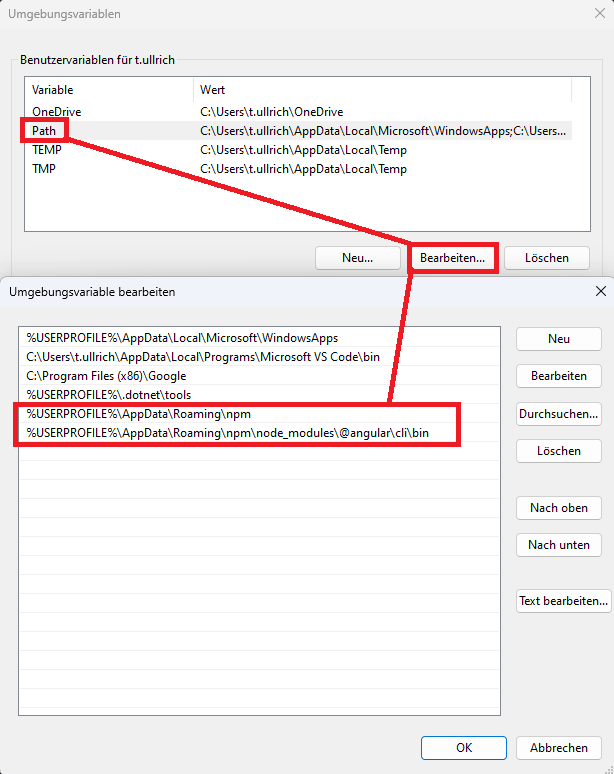 Umgebungsvariablen
Benutzervariablen für t.ullrich
Variable Wert
OneDrive C:\Users\t.ullrich\OneDrive
Path C:\Users\t.ullrich\AppData\Local\Microsoft\WindowsApps;C:\Users...
TEMP C:\Users\t.ullrich\AppData\Local\Temp
TMP C:\Users\t.ullrich\AppData\Local\Temp
Neu... Bearbeiten... Löschen
Umgebungsvariable bearbeiten
%USERPROFILE%\AppData\Local\Microsoft\WindowsApps
C:\Users\t.ullrich\AppData\Local\Programs\Microsoft VS Code\bin
C:\Program Files (x86)\Google
%USERPROFILE%\.dotnet\tools
%USERPROFILE%\AppData\Roaming\npm
%USERPROFILE%\AppData\Roaming\npm\node_modules\@angular\cli\bin
Neu
Bearbeiten
Durchsuchen...
Löschen
Nach oben
Nach unten
Text bearbeiten...
OK Abbrechen